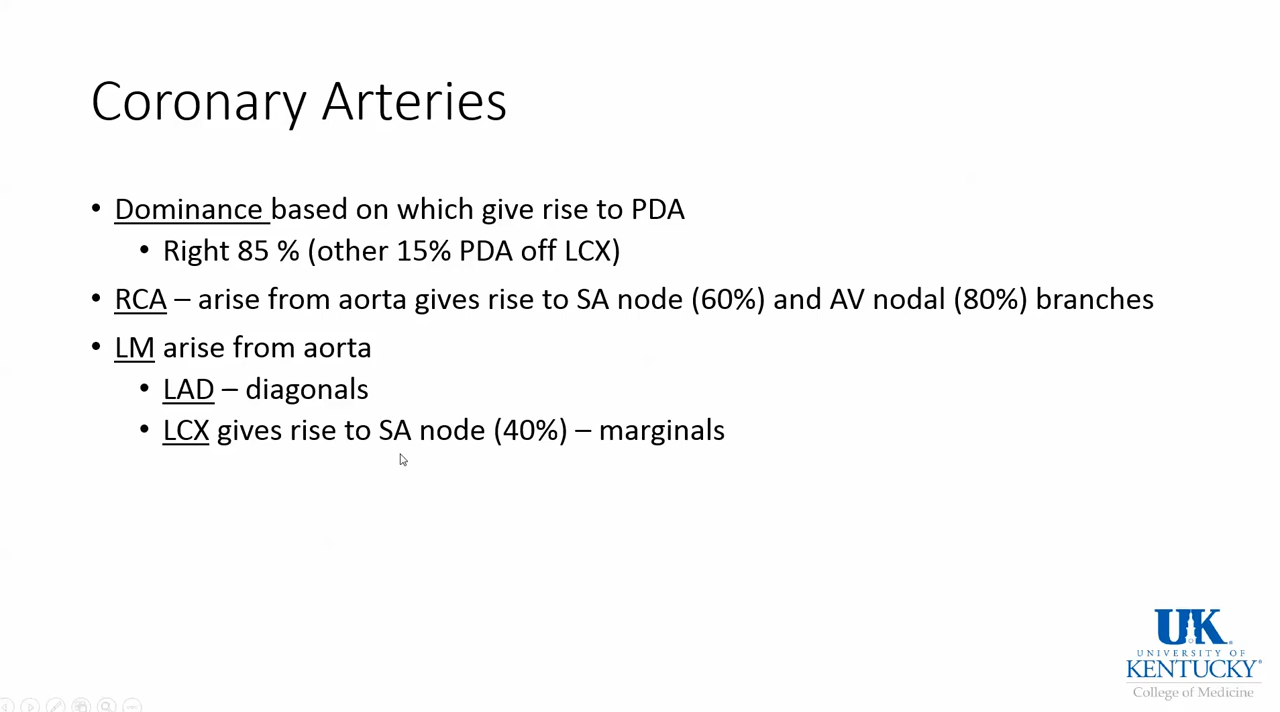 Coronary Arteries
• Dominance based on which give rise to PDA
• Right 85 % (other 15% PDA off LCX)
• RCA – arise from aorta gives rise to SA node (60%) and AV nodal (80%) branches
• LM arise from aorta
• LAD – diagonals
• LCX gives rise to SA node (40%) – marginals
UK
UNIVERSITY OF
KENTUCKY®
College of Medicine